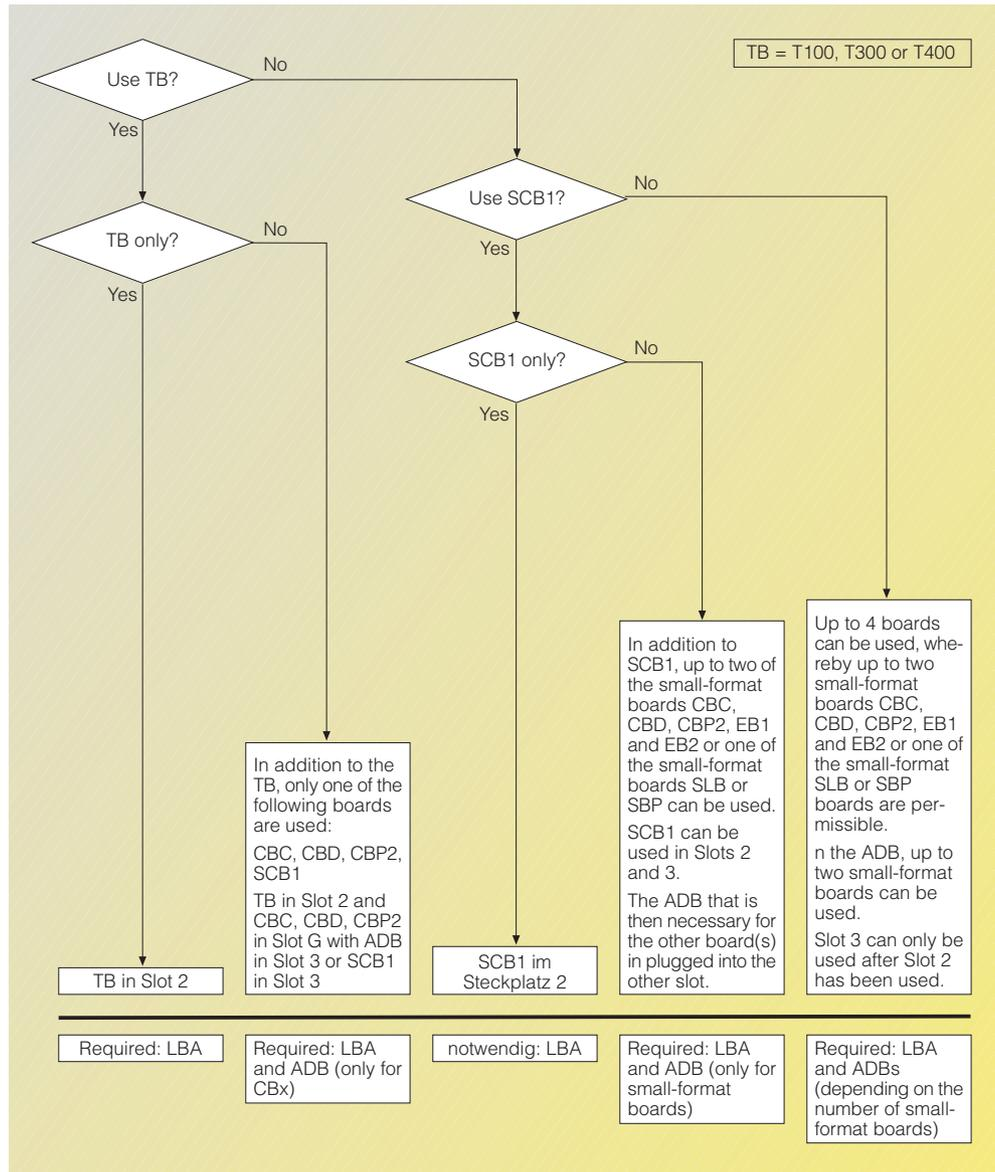 TB = T100, T300 or T400
Use TB?
No
Yes
Use SCB1?
No
Yes
TB only?
No
Yes
SCB1 only?
No
Yes
TB in Slot 2
In addition to the
TB, only one of the
following boards
are used:
CBC, CBD, CBP2,
SCB1
TB in Slot 2 and
CBC, CBD, CBP2
in Slot G with ADB
in Slot 3 or SCB1
in Slot 3
SCB1 im
Steckplatz 2
In addition to
SCB1, up to two of
the small-format
boards CBC,
CBD, CBP2, EB1
and EB2 or one of
the small-format
boards SLB or
SBP can be used.
SCB1 can be
used in Slots 2
and 3.
The ADB that is
then necessary for
the other board(s)
in plugged into the
other slot.
Up to 4 boards
can be used, whe-
reby up to two
small-format
boards CBC,
CBD, CBP2, EB1
and EB2 or one of
the small-format
SLB or SBP
boards are per-
missible.
n the ADB, up to
two small-format
boards can be
used.
Slot 3 can only be
used after Slot 2
has been used.
Required: LBA
Required: LBA
and ADB (only for
CBx)
notwendig: LBA
Required: LBA
and ADB (only for
small-format
boards)
Required: LBA
and ADBs
(depending on the
number of small-
format boards)